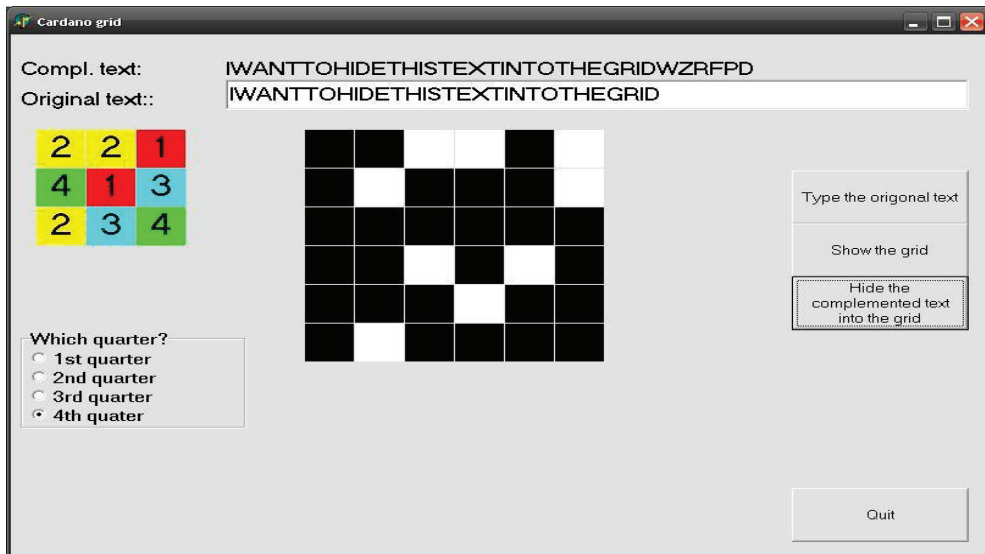 Cardano grid
Compl. text: IWANTTOHIDETHISTEXTINTOTHEGRIDWZRFPD
Original text:: IWANTTOHIDETHISTEXTINTOTHEGRID
2 2 1
4 1 3
2 3 4
Type the origonal text
Show the grid
Hide the
complemented text
into the grid
Which quarter?
1st quarter
2nd quarter
3rd quarter
4th quater
Quit